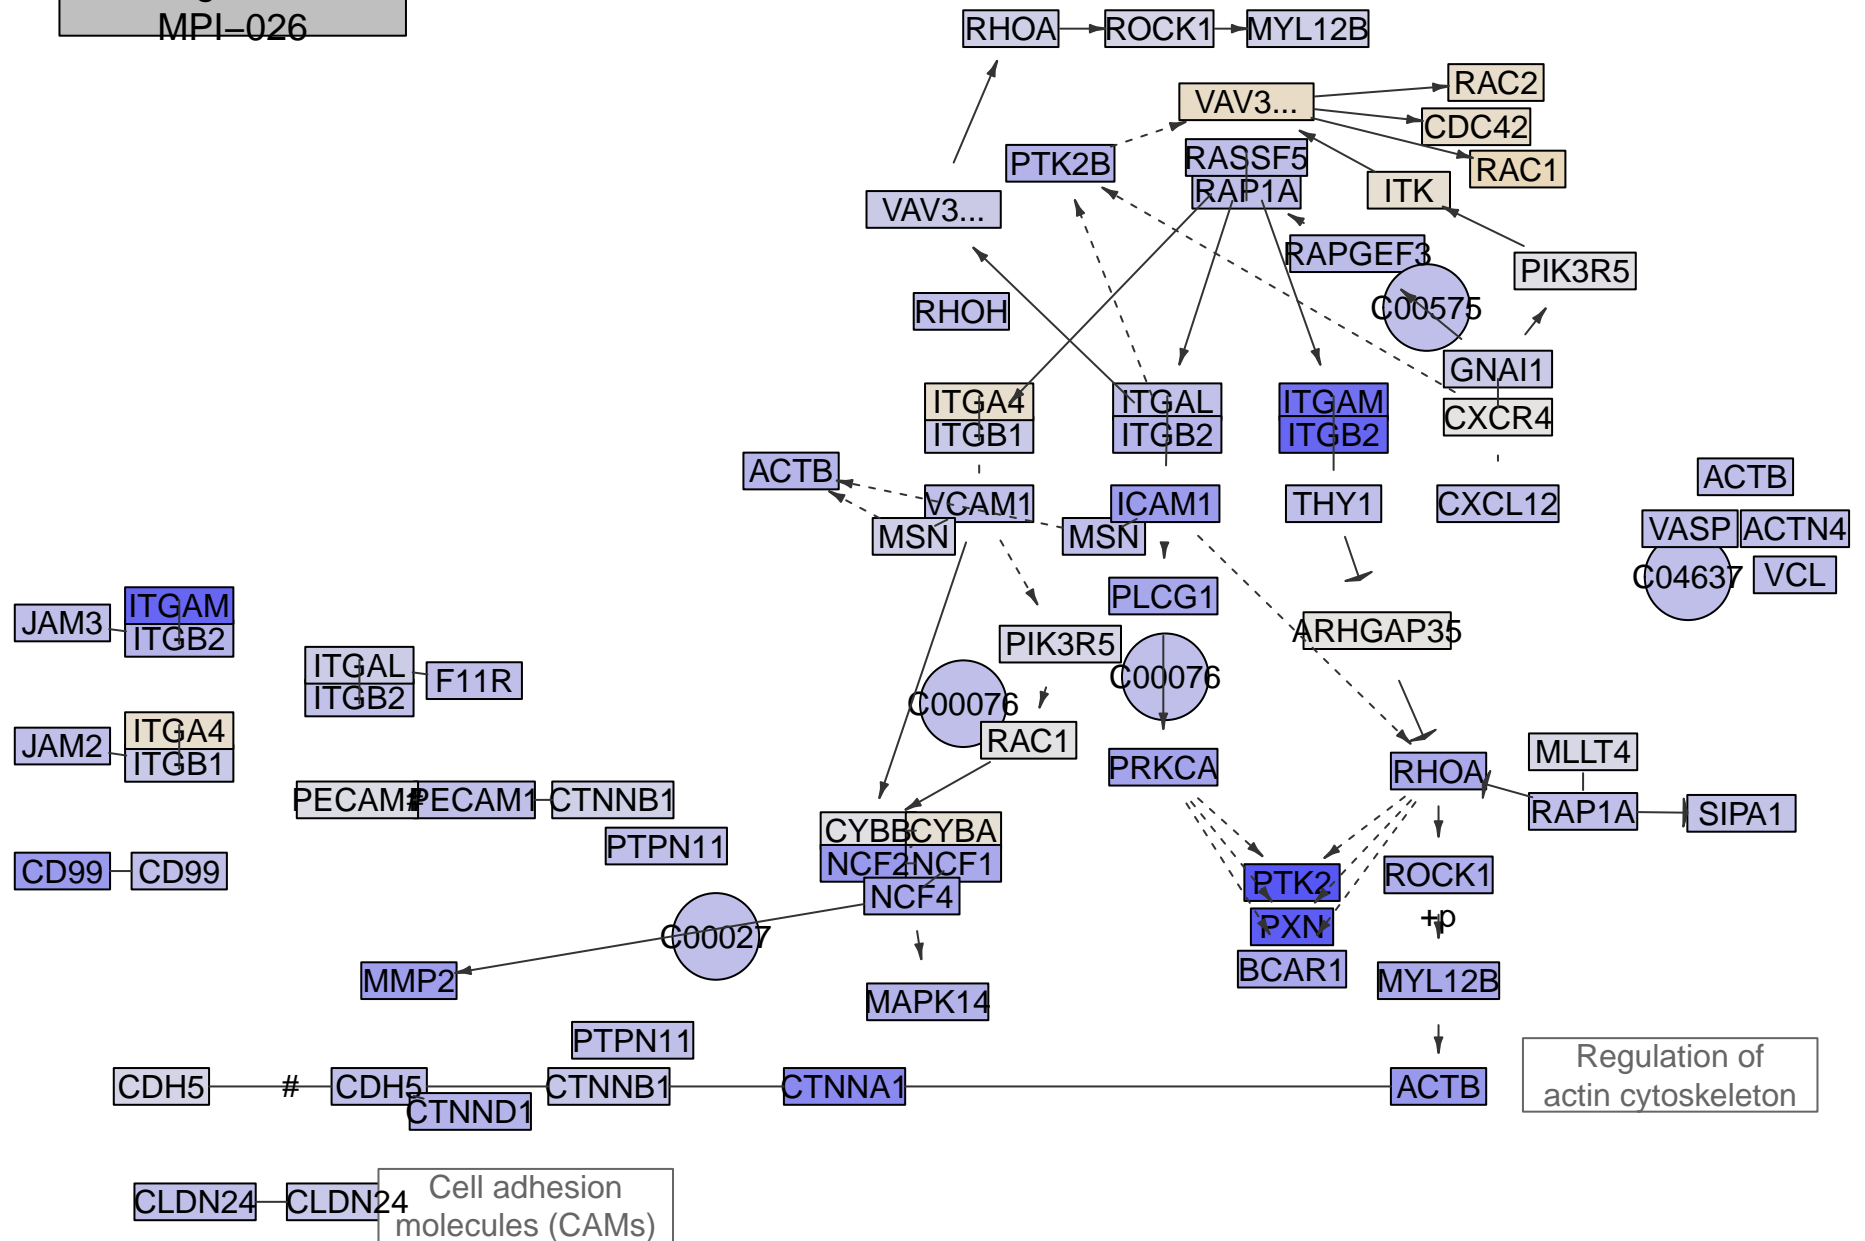 MPI−026
RHOA
ROCK1
MYL12B
VAV3...
RAC2
CDC42
RAC1
PTK2B
RASSF5
RAP1A
ITK
VAV3...
RAPGEF3
PIK3R5
RHOH
C00575
GNAI1
ITGA4
ITGB1
ITGAL
ITGB2
ITGAM
ITGB2
CXCR4
ACTB
VCAM1
MSN
ICAM1
MSN
THY1
CXCL12
ACTB
VASP
ACTN4
C04637
VCL
JAM3
ITGAM
ITGB2
PLCG1
ARHGAP35
ITGAL
ITGB2
F11R
PIK3R5
C00076
C00076
RAC1
JAM2
ITGA4
ITGB1
PRKCA
RHOA
MLLT4
RAP1A
SIPA1
PECAM1
#
PECAM1
CTNNB1
PTPN11
CYBB
CYBA
NCF2
NCF1
NCF4
CD99
CD99
PTK2
ROCK1
+p
PXN
BCAR1
C00027
MMP2
MYL12B
MAPK14
PTPN11
CDH5
#
CDH5
CTNND1
CTNNB1
CTNNA1
ACTB
Regulation of
actin cytoskeleton
CLDN24
CLDN24
Cell adhesion
molecules (CAMs)